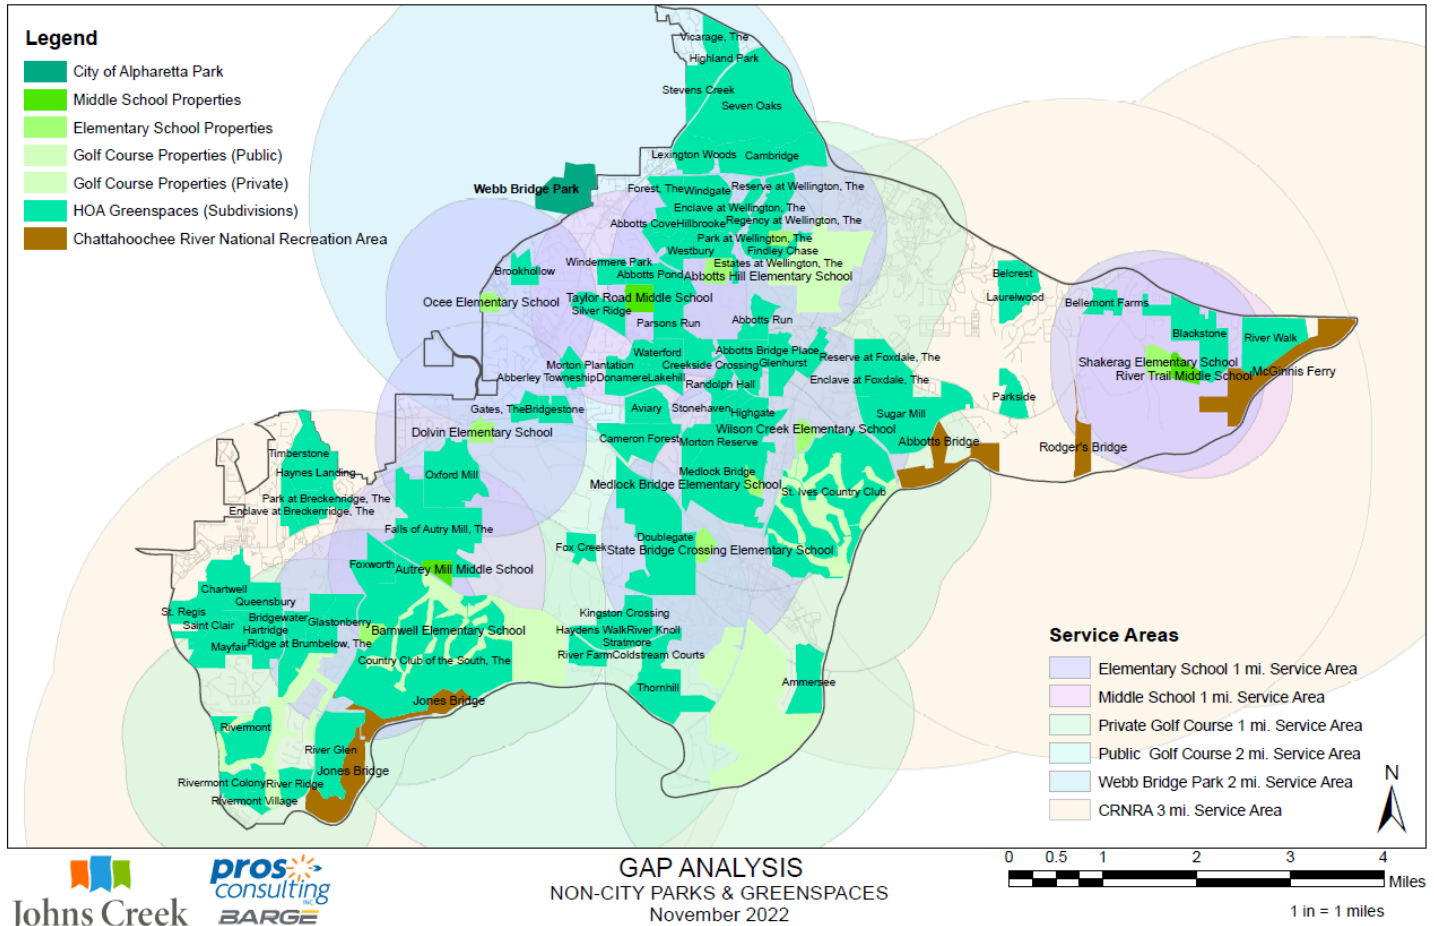 Legend
City of Alpharetta Park
Middle School Properties
Elementary School Properties
Golf Course Properties (Public)
Golf Course Properties (Private)
HOA Greenspaces (Subdivisions)
Chattahoochee River National Recreation Area
Vicarage, The
Highland Park
Stevens Creek
Seven Oaks
Lexington Woods
Cambridge
Webb Bridge Park
Forest, The
Windgate
Reserve at Wellington, The
Enclave at Wellington, The
Abbotts Cove
Hillbrooke
Regency at Wellington, The
Park at Wellington, The
Westbury
Findley Chase
Windermere Park
Estates at Wellington, The
Brookhollow
Abbotts Pond
Abbotts Hill Elementary School
Belcrest
Laurelwood
Bellemont Farms
Ocee Elementary School
Taylor Road Middle School
Silver Ridge
Parsons Run
Abbotts Run
Blackstone
River Walk
Waterford
Abbotts Bridge Place
Reserve at Foxdale, The
Morton Plantation
Creekside Crossing
Glenhurst
Shakerag Elementary School
River Trail Middle School
McGinnis Ferry
Abberley Township
Donamere
Lakehill
Randolph Hall
Enclave at Foxdale, The
Parkside
Gates, The
Bridgestone
Aviary
Stonehaven
Highgate
Sugar Mill
Dolvin Elementary School
Wilson Creek Elementary School
Cameron Forest
Morton Reserve
Abbotts Bridge
Rodger's Bridge
Timberstone
Haynes Landing
Oxford Mill
Medlock Bridge
Medlock Bridge Elementary School
St. Ives Country Club
Park at Breckenridge, The
Enclave at Breckenridge, The
Falls of Autry Mill, The
Doublegate
Fox Creek
State Bridge Crossing Elementary School
Foxworth
Autrey Mill Middle School
Chartwell
Queensbury
St. Regis
Saint Clair
Bridgewater
Glastonberry
Hartridge
Barnwell Elementary School
Mayfair
Ridge at Brumbelow, The
Country Club of the South, The
Kingston Crossing
Haydens Walk
River Knoll
Stratmore
River Farm
Coldstream Courts
Thornhill
Ammersee
Jones Bridge
Rivermont
River Glen
Jones Bridge
Rivermont Colony
River Ridge
Rivermont Village
Service Areas
Elementary School 1 mi. Service Area
Middle School 1 mi. Service Area
Private Golf Course 1 mi. Service Area
Public Golf Course 2 mi. Service Area
Webb Bridge Park 2 mi. Service Area
CRNRA 3 mi. Service Area
N
Johns Creek
pros
consulting
INC.
BARGE
GAP ANALYSIS
NON-CITY PARKS & GREENSPACES
November 2022
0 0.5 1 2 3 4
Miles
1 in = 1 miles